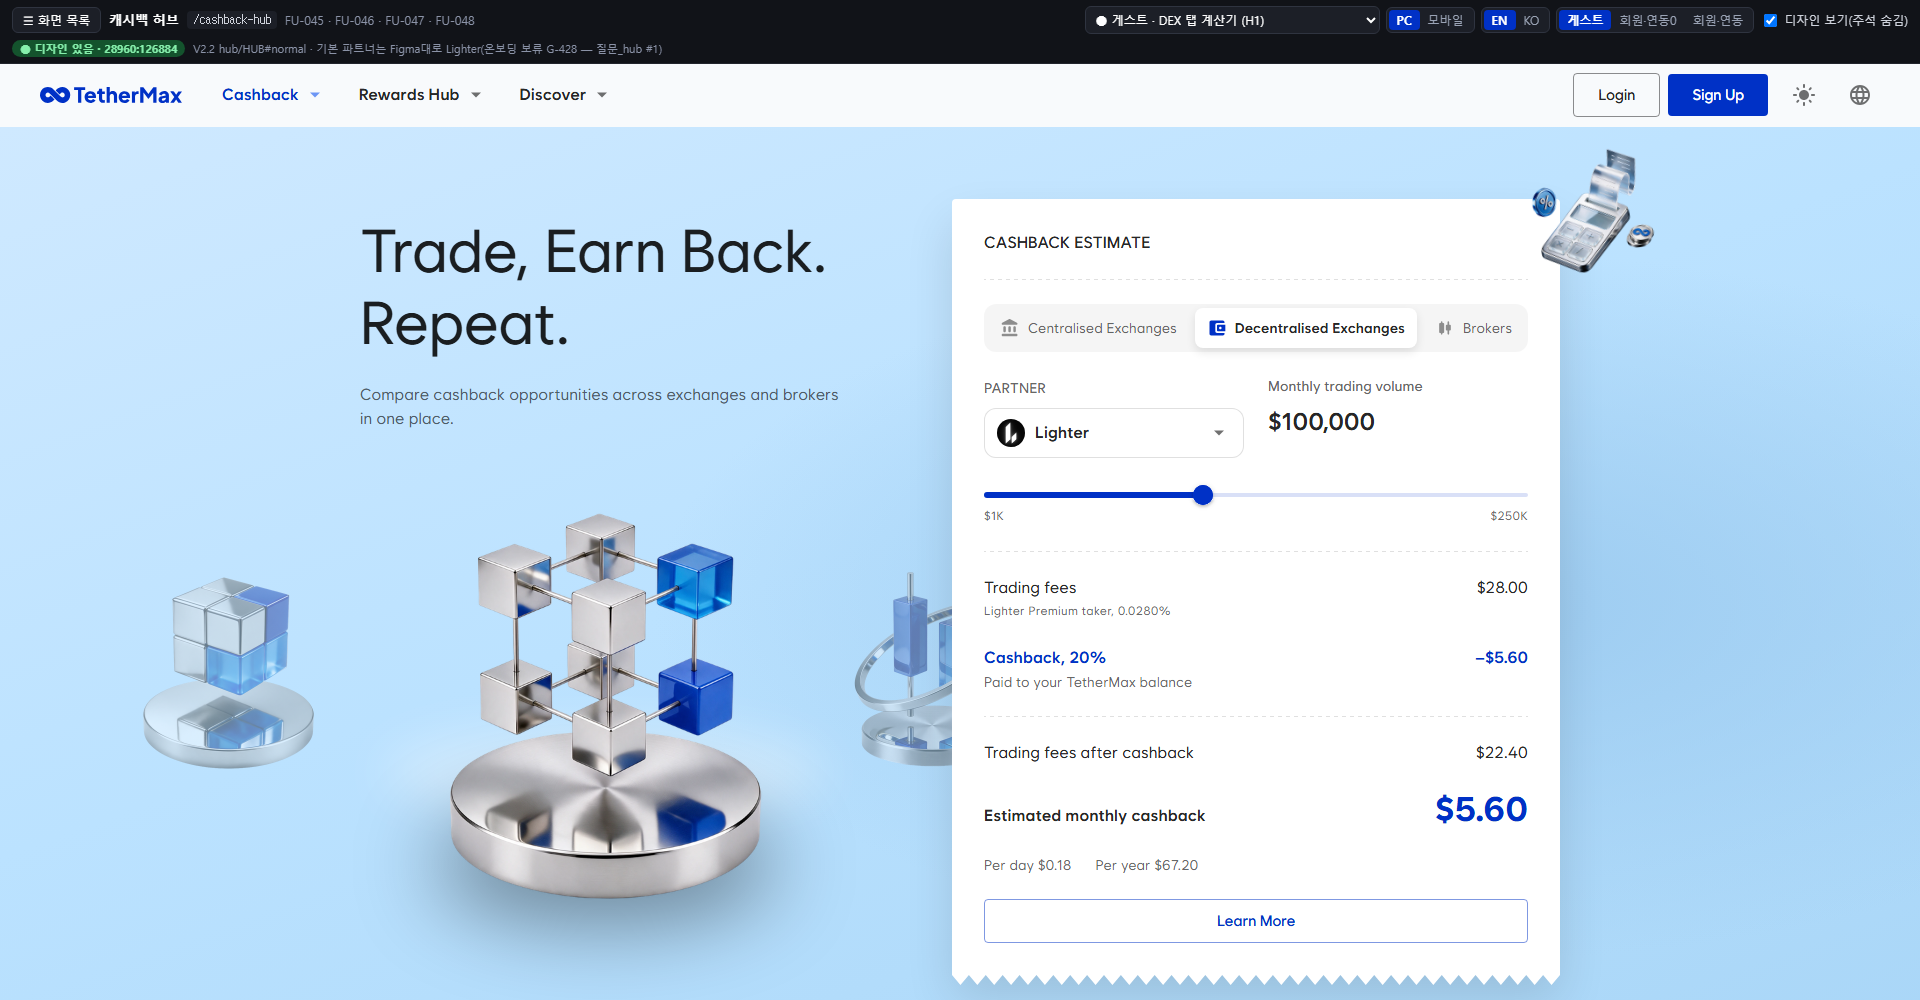 ☰ 화면 목록
캐시백 허브
/cashback-hub
FU-045 · FU-046 · FU-047 · FU-048
● 게스트 · DEX 탭 계산기 (H1)
PC 모바일
EN KO
게스트 회원·연동0 회원·연동
디자인 보기(주석 숨김)
● 디자인 있음 · 28960:126884
V2.2 hub/HUB#normal · 기본 파트너는 Figma대로 Lighter(온보딩 보류 G-428 — 질문_hub #1)
TetherMax
Cashback
Rewards Hub
Discover
Login
Sign Up
Trade, Earn Back.
Repeat.
Compare cashback opportunities across exchanges and brokers
in one place.
CASHBACK ESTIMATE
Centralised Exchanges
Decentralised Exchanges
Brokers
PARTNER
Lighter
Monthly trading volume
$100,000
$1K
$250K
Trading fees
$28.00
Lighter Premium taker, 0.0280%
Cashback, 20%
–$5.60
Paid to your TetherMax balance
Trading fees after cashback
$22.40
Estimated monthly cashback
$5.60
Per day $0.18
Per year $67.20
Learn More